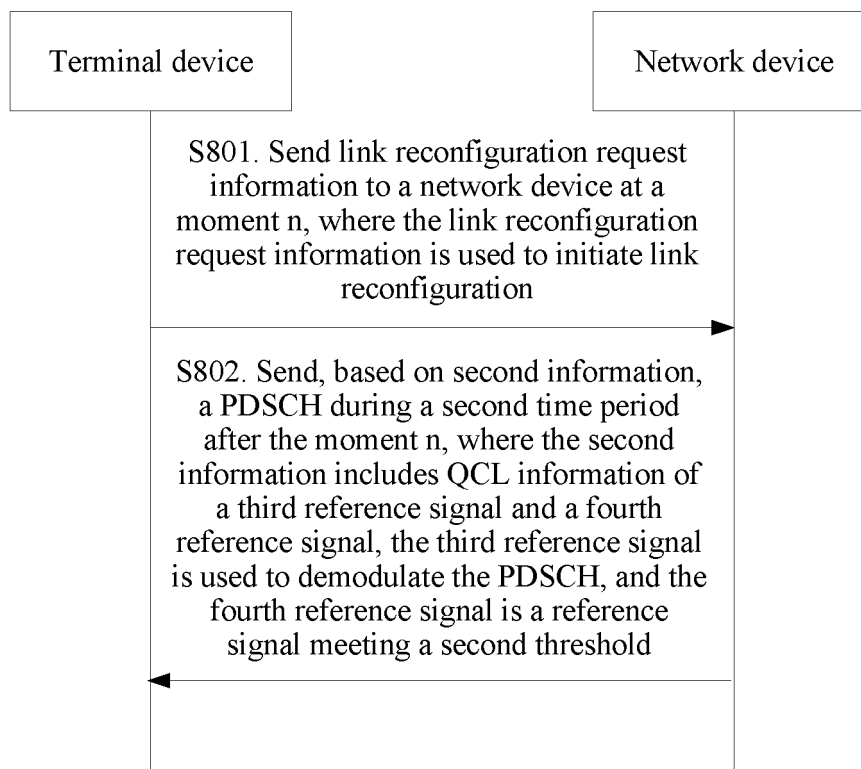 Terminal device
Network device
S801. Send link reconfiguration request
information to a network device at a
moment n, where the link reconfiguration
request information is used to initiate link
reconfiguration
S802. Send, based on second information,
a PDSCH during a second time period
after the moment n, where the second
information includes QCL information of
a third reference signal and a fourth
reference signal, the third reference signal
is used to demodulate the PDSCH, and the
fourth reference signal is a reference
signal meeting a second threshold